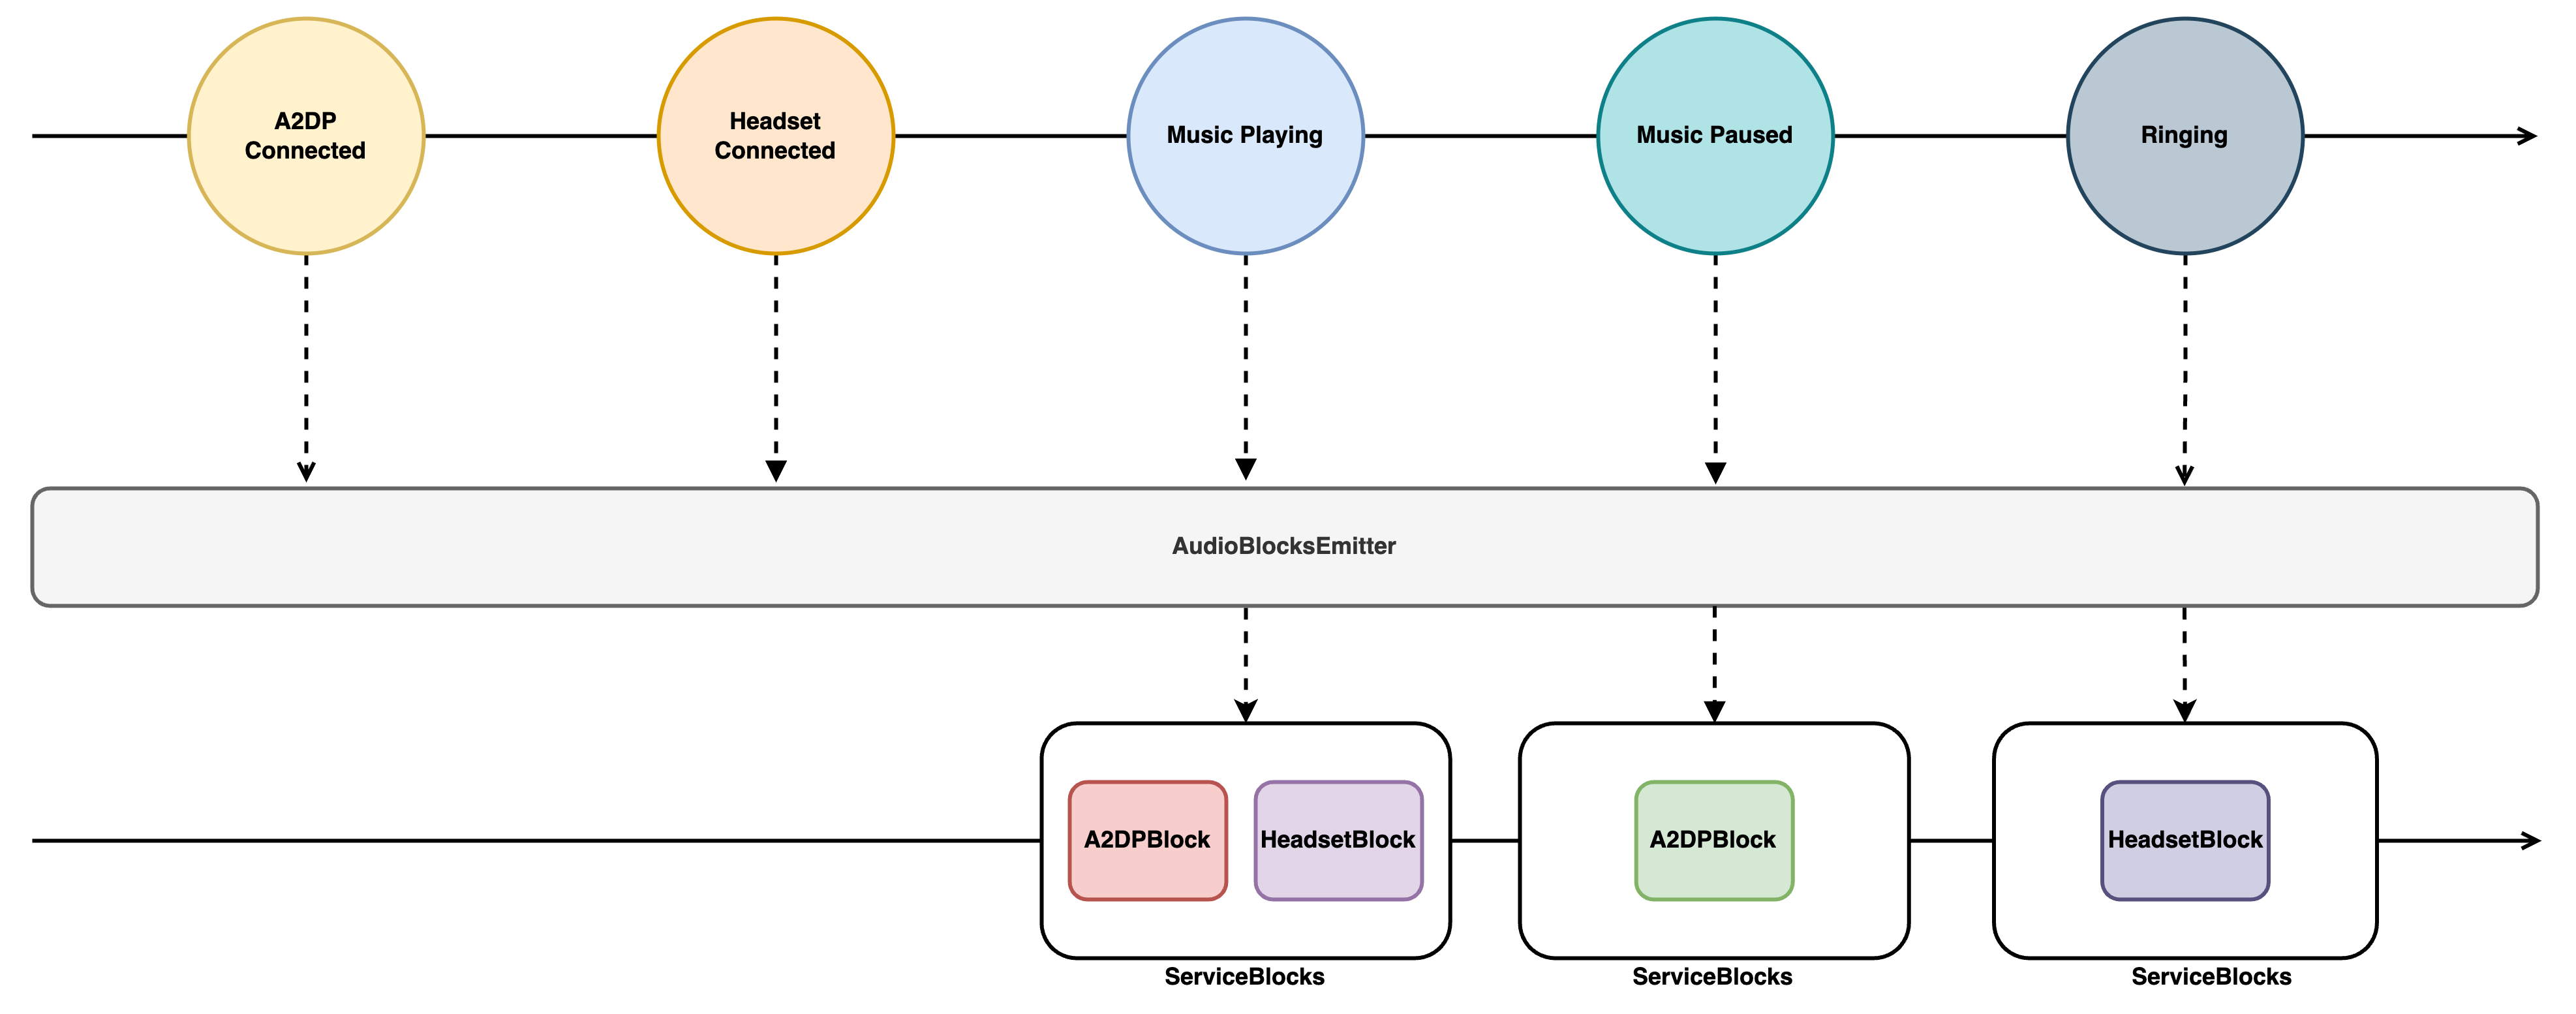 A2DP
Connected
Headset
Connected
Music Playing
Music Paused
Ringing
AudioBlocksEmitter
A2DPBlock
HeadsetBlock
A2DPBlock
HeadsetBlock
ServiceBlocks
ServiceBlocks
ServiceBlocks